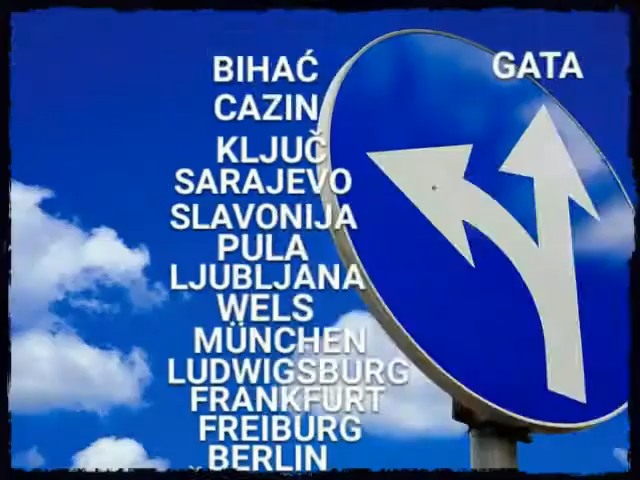 BIHAĆ
CAZIN
KLJUČ
SARAJEVO
SLAVONIJA
PULA
LJUBLJANA
WELS
MÜNCHEN
LUDWIGSBURG
FRANKFURT
FREIBURG
BERLIN
GATA